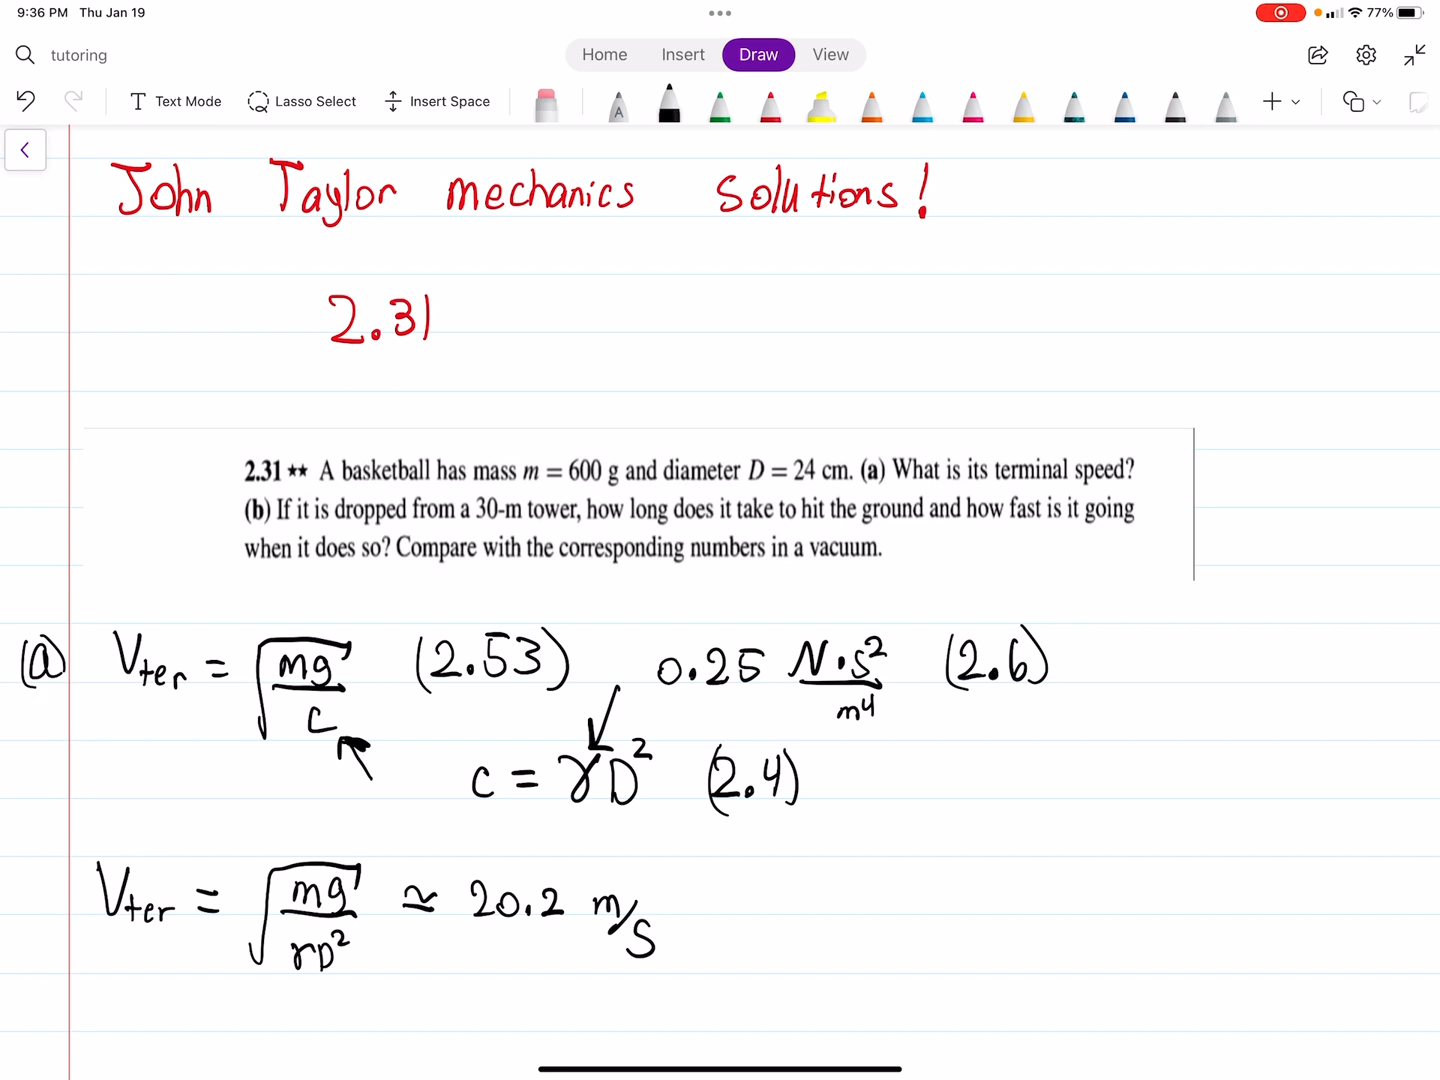 9:36 PM Thu Jan 19
77%
tutoring
Home Insert Draw View
Text Mode Lasso Select Insert Space
A
John Taylor mechanics solutions!
2.31
2.31 ★★ A basketball has mass m = 600 g and diameter D = 24 cm. (a) What is its terminal speed?
(b) If it is dropped from a 30-m tower, how long does it take to hit the ground and how fast is it going
when it does so? Compare with the corresponding numbers in a vacuum.
(a) Vter = √(mg/c) (2.53) 0.25 N·s²/m⁴ (2.6)
c = γD² (2.4)
Vter = √(mg/γD²) ≃ 20.2 m/s